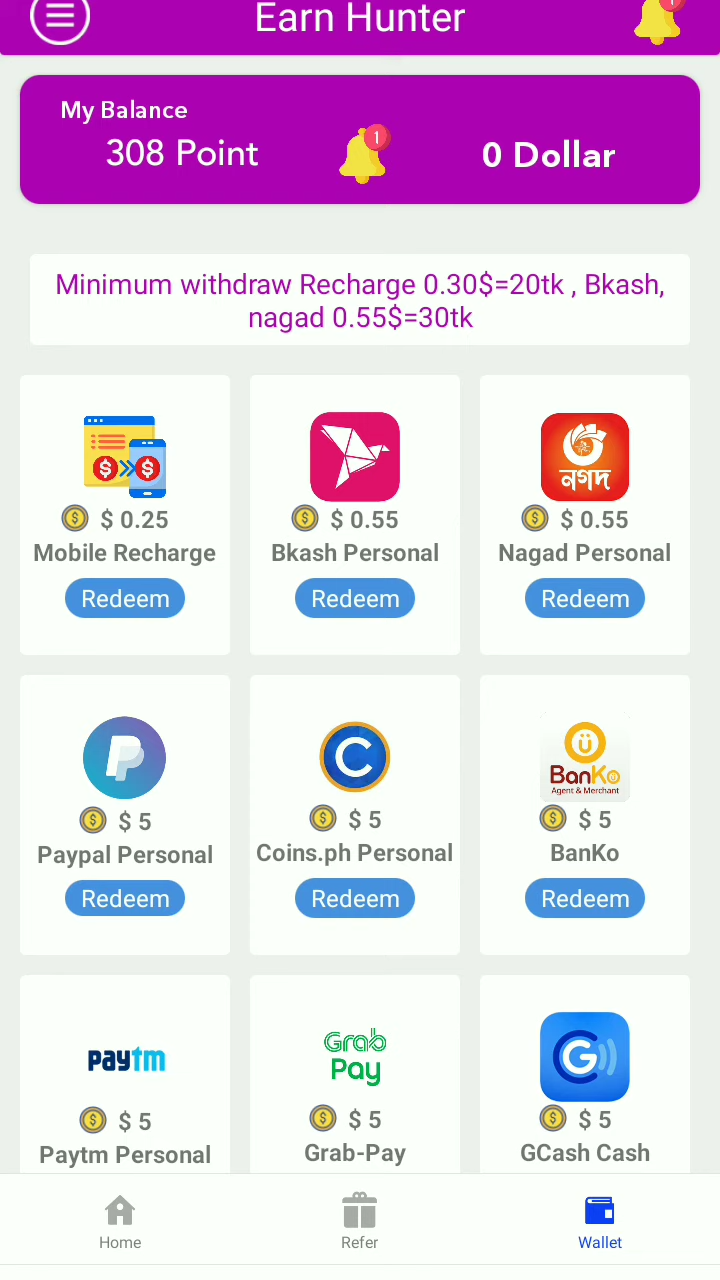 Earn Hunter
1
My Balance
308 Point
1
0 Dollar
Minimum withdraw Recharge 0.30$=20tk , Bkash,
nagad 0.55$=30tk
$ 0.25
Mobile Recharge
Redeem
$ 0.55
Bkash Personal
Redeem
নগদ
$ 0.55
Nagad Personal
Redeem
$ 5
Paypal Personal
Redeem
$ 5
Coins.ph Personal
Redeem
BanKo
Agent & Merchant
$ 5
BanKo
Redeem
paytm
$ 5
Paytm Personal
Grab
Pay
$ 5
Grab-Pay
G
$ 5
GCash Cash
Home
Refer
Wallet